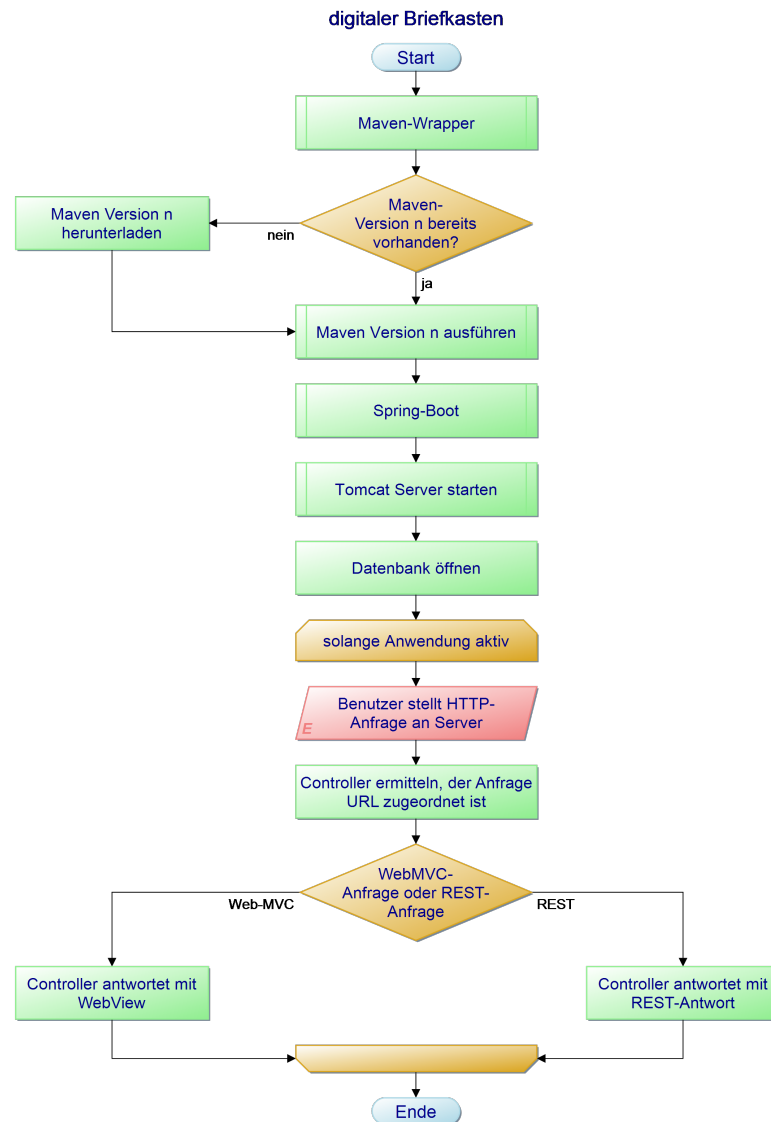 digitaler Briefkasten
Start
Maven-Wrapper
Maven-
Version n bereits
vorhanden?
nein
Maven Version n
herunterladen
ja
Maven Version n ausführen
Spring-Boot
Tomcat Server starten
Datenbank öffnen
solange Anwendung aktiv
Benutzer stellt HTTP-
Anfrage an Server
E
Controller ermitteln, der Anfrage
URL zugeordnet ist
WebMVC-
Anfrage oder REST-
Anfrage
Web-MVC
REST
Controller antwortet mit
WebView
Controller antwortet mit
REST-Antwort
Ende